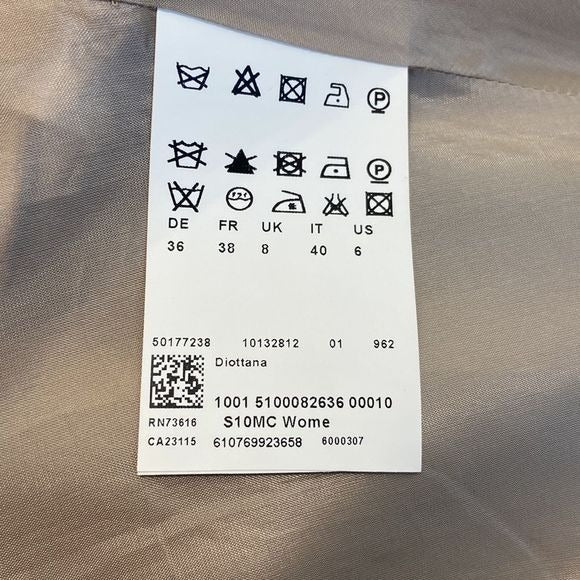 P
P
DE FR UK IT US
36 38 8 40 6
50177238 10132812 01 962
Diottana
1001 5100082636 00010
RN73616 S10MC Wome
CA23115 610769923658 6000307